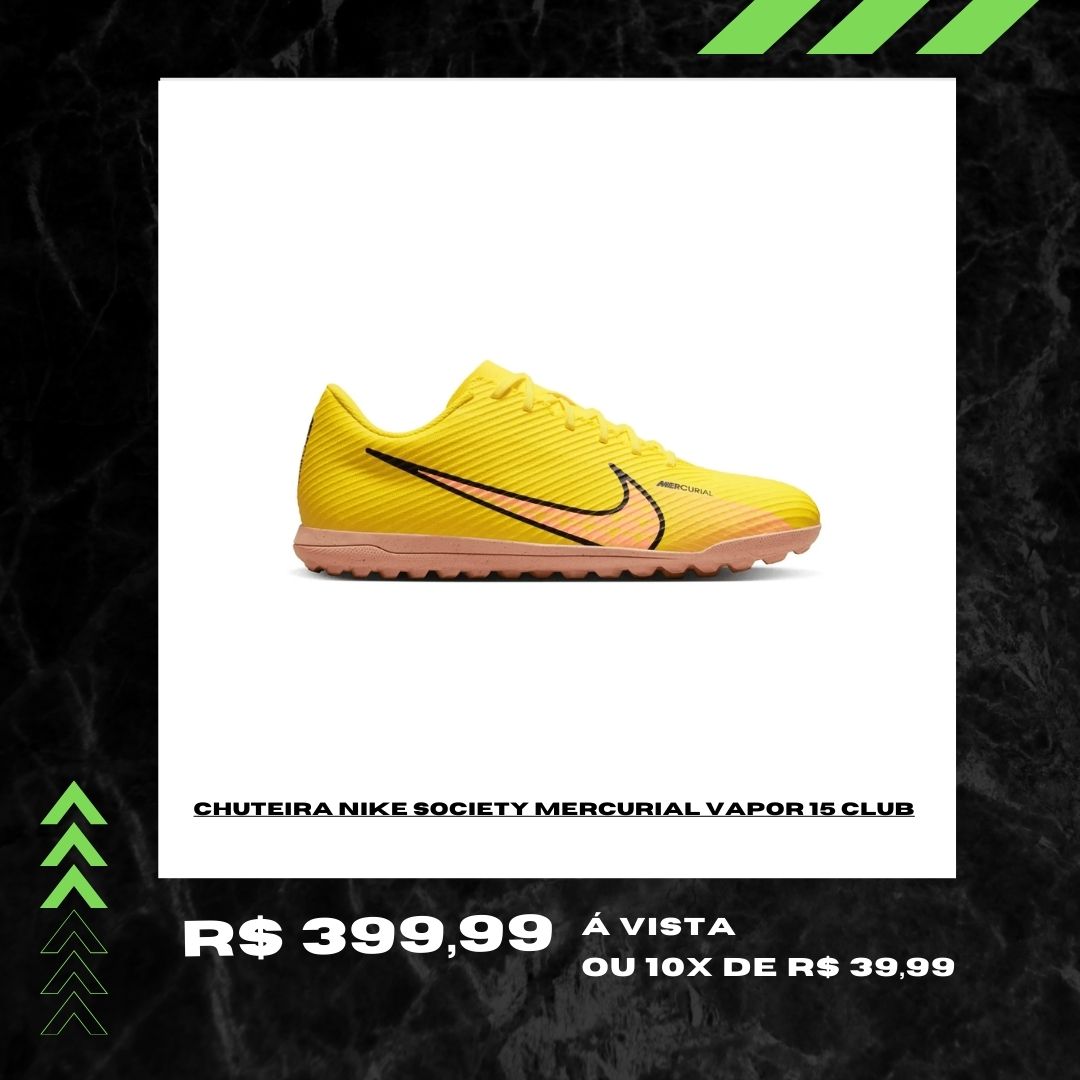 MERCURIAL
CHUTEIRA NIKE SOCIETY MERCURIAL VAPOR 15 CLUB
R$ 399,99
Á VISTA
OU 10X DE R$ 39,99